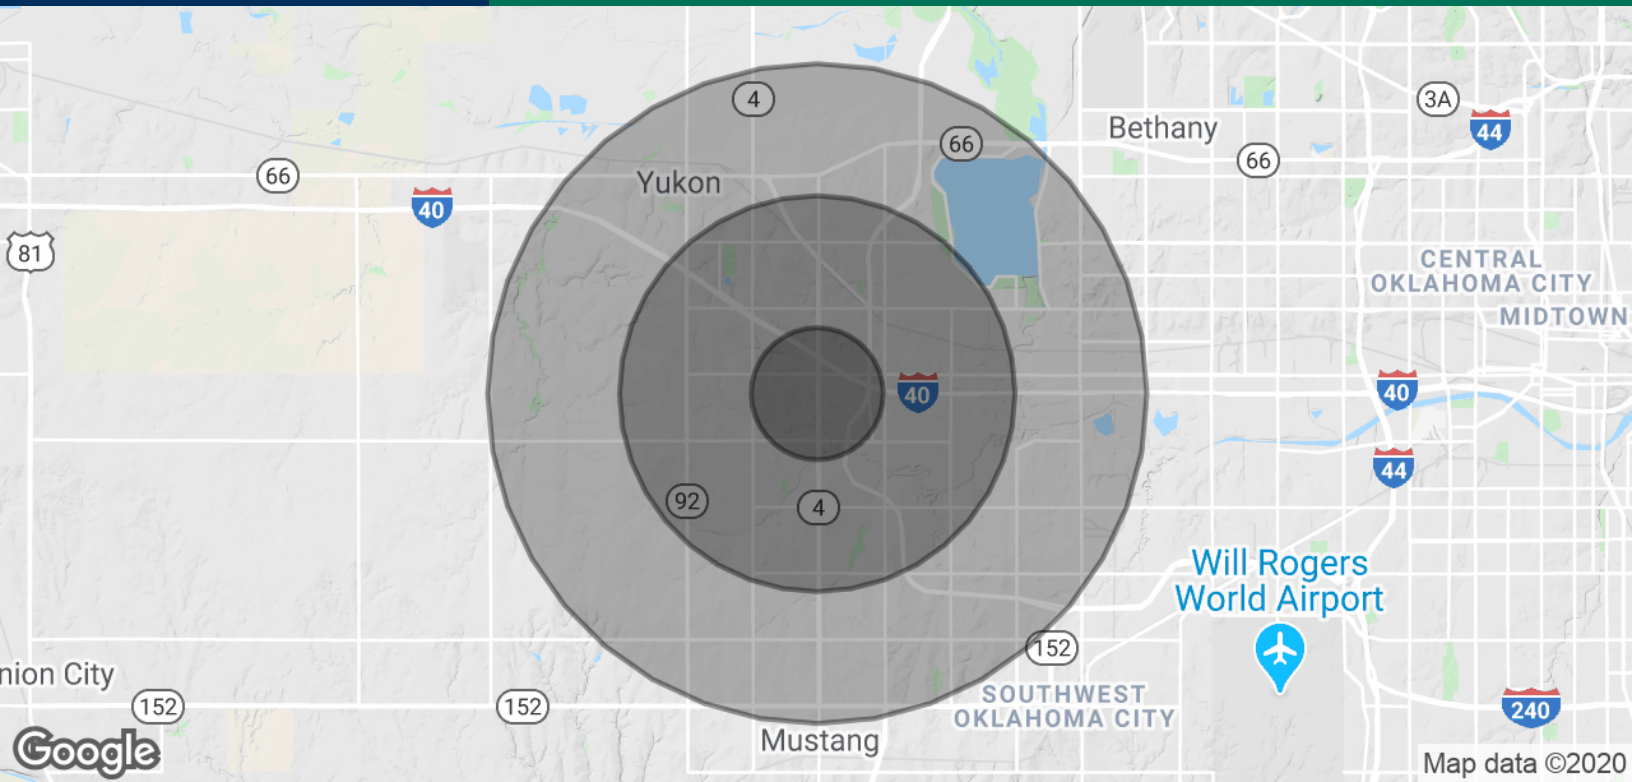 4
3A
44
66
Bethany
66
66
Yukon
40
81
CENTRAL
OKLAHOMA CITY
MIDTOWN
40
40
44
92
4
Will Rogers
World Airport
152
nion City
SOUTHWEST
OKLAHOMA CITY
152
152
240
Mustang
Google
Map data ©2020